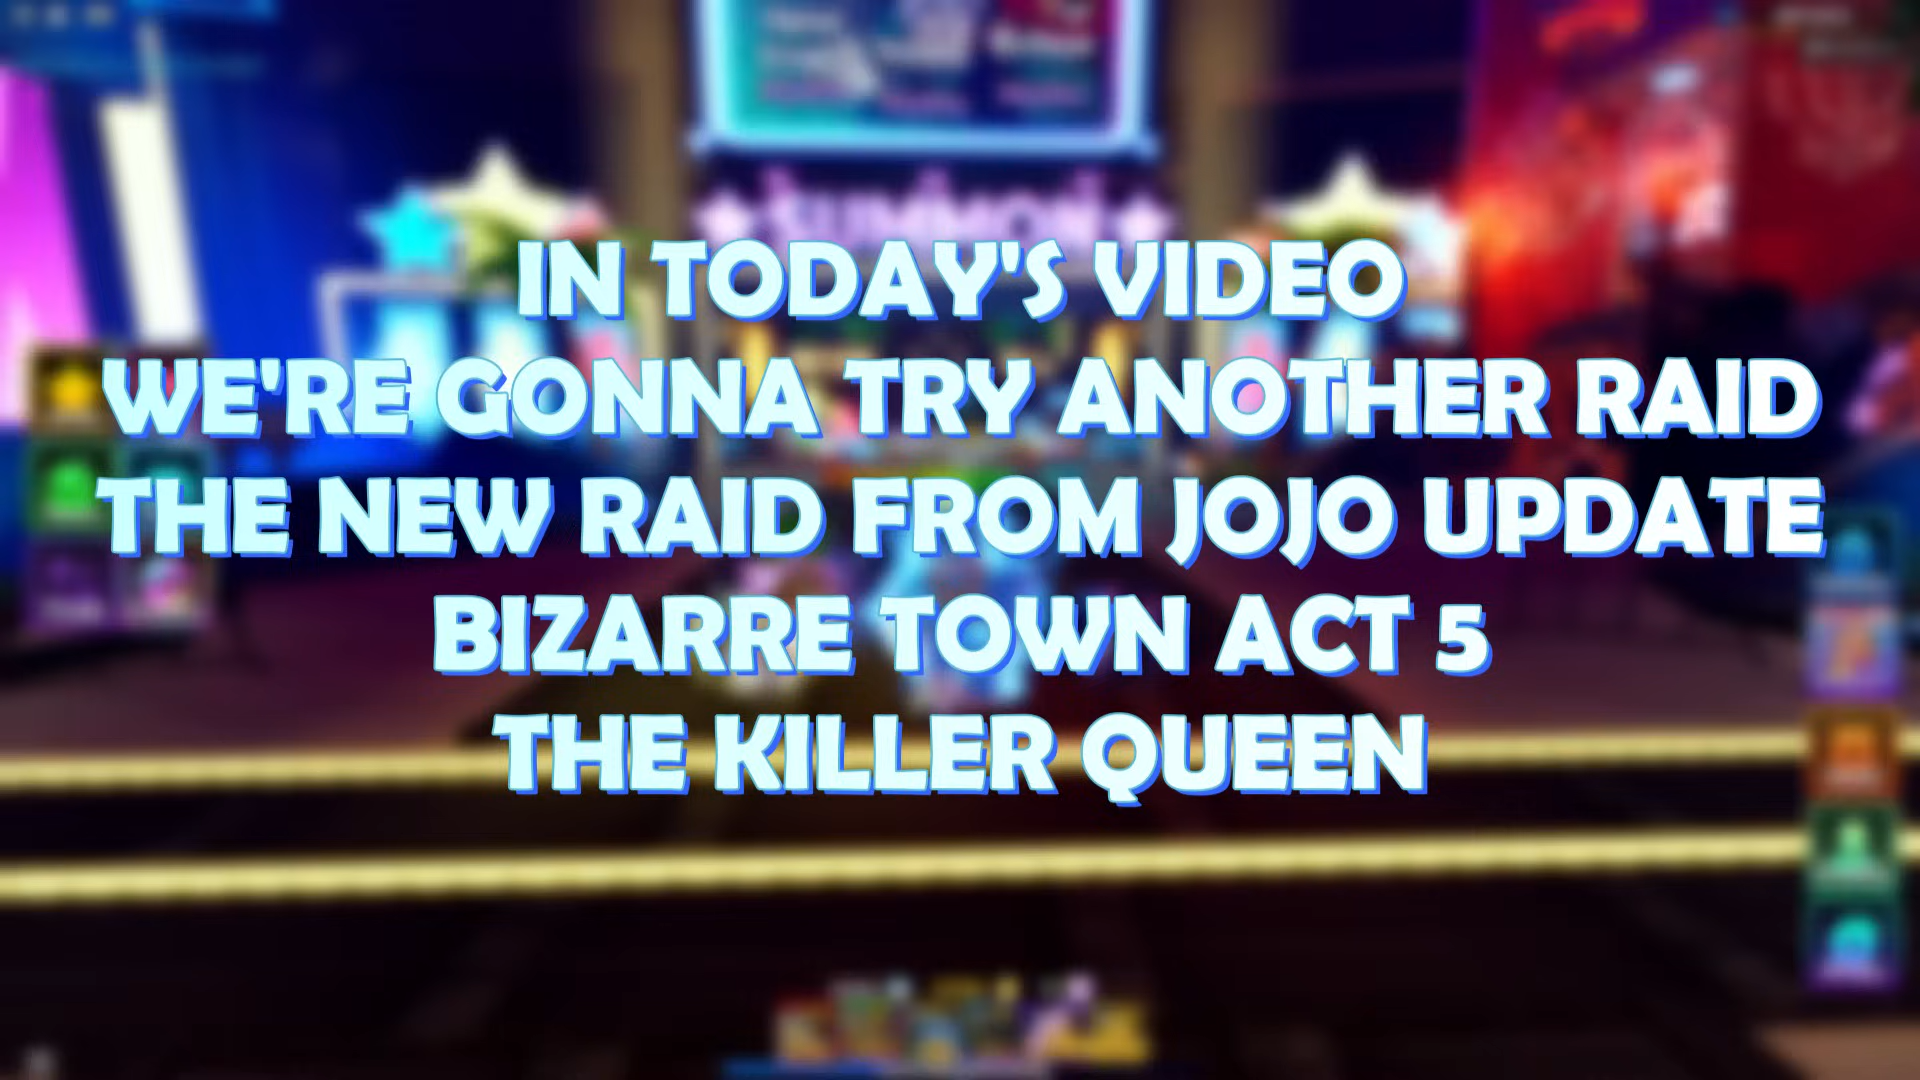 SUMMON
IN TODAY'S VIDEO
WE'RE GONNA TRY ANOTHER RAID
THE NEW RAID FROM JOJO UPDATE
BIZARRE TOWN ACT 5
THE KILLER QUEEN